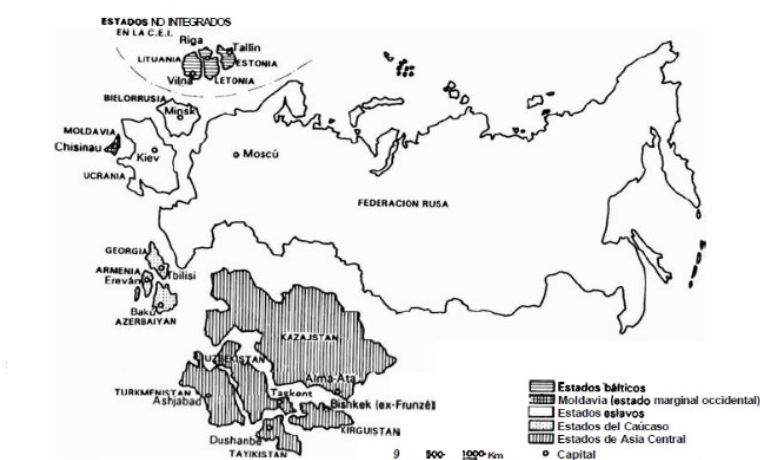 ESTADOS NO INTEGRADOS
EN LA C.E.I.
Riga
Tallin
LITUANIA
ESTONIA
Vilna
LETONIA
BIELORRUSIA
Minsk
MOLDAVIA
Chisinau
Kiev
Moscú
UCRANIA
FEDERACION RUSA
GEORGIA
Tbilisi
ARMENIA
Ereván
Bakú
AZERBAIYAN
KAZAJSTAN
UZBEKISTAN
Alma-Ata
TURKMENISTAN
Taskent
Ashjabad
Bishkek (ex-Frunzé)
KIRGUISTAN
Dushanbe
TAYIKISTAN
Estados bálticos
Moldavia (estado marginal occidental)
Estados eslavos
Estados del Caúcaso
Estados de Asia Central
Capital
9 500 1000 Km